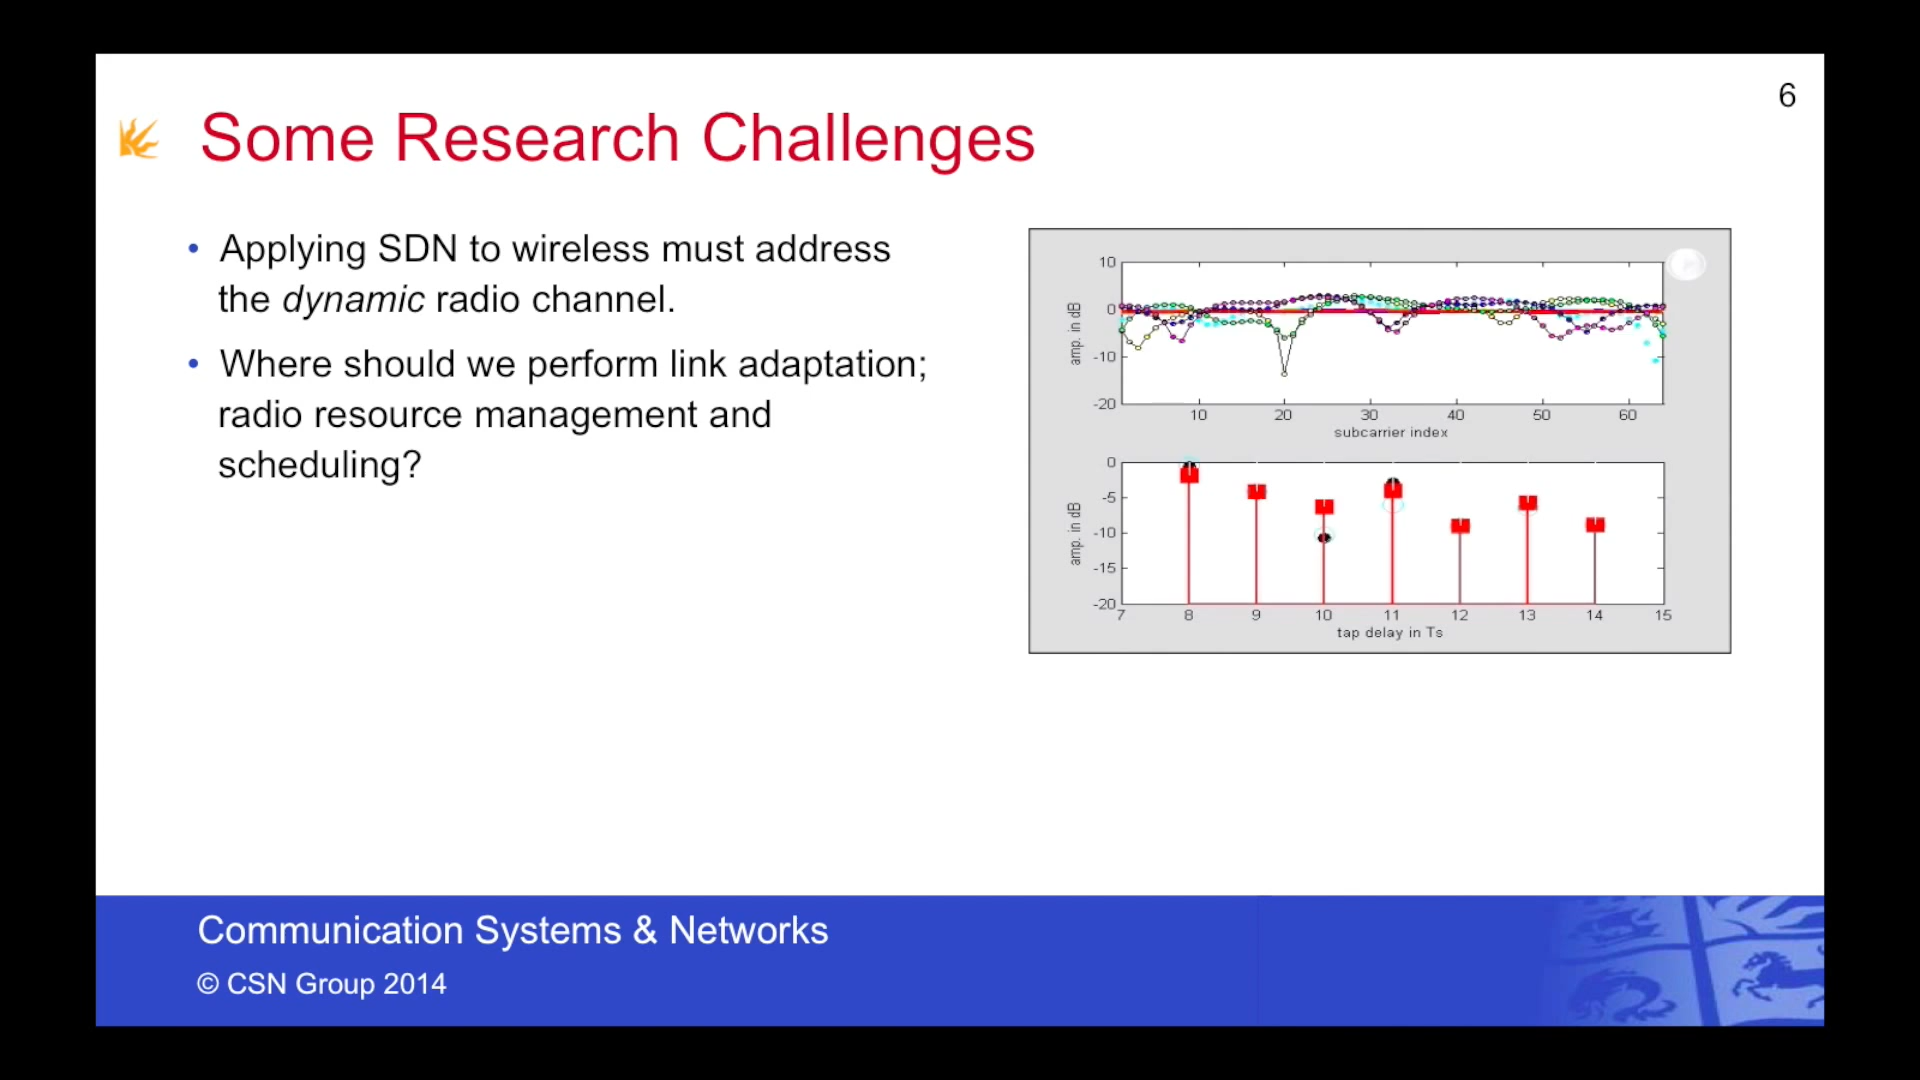 6
Some Research Challenges
• Applying SDN to wireless must address
the dynamic radio channel.
• Where should we perform link adaptation;
radio resource management and
scheduling?
10
0
-10
-20
amp. in dB
10 20 30 40 50 60
subcarrier index
0
-5
-10
-15
-20
amp. in dB
7 8 9 10 11 12 13 14 15
tap delay in Ts
Communication Systems & Networks
© CSN Group 2014